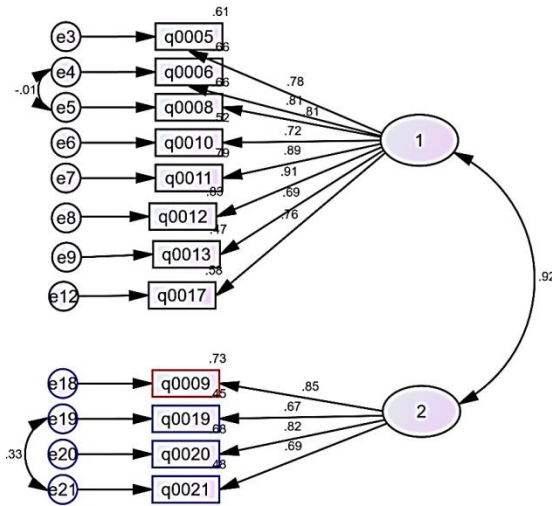 .61
e3 q0005
.66
e4 q0006 .78
.66
-.01 .81
e5 q0008 .81
.52
e6 q0010 .72 1
.79 .89
e7 q0011
.83 .91
e8 q0012 .69
.47 .76
e9 q0013
.58
e12 q0017
.92
.73
e18 q0009 .85
.45
e19 q0019 .67 2
.68 .82
.33 e20 q0020
.48 .69
e21 q0021